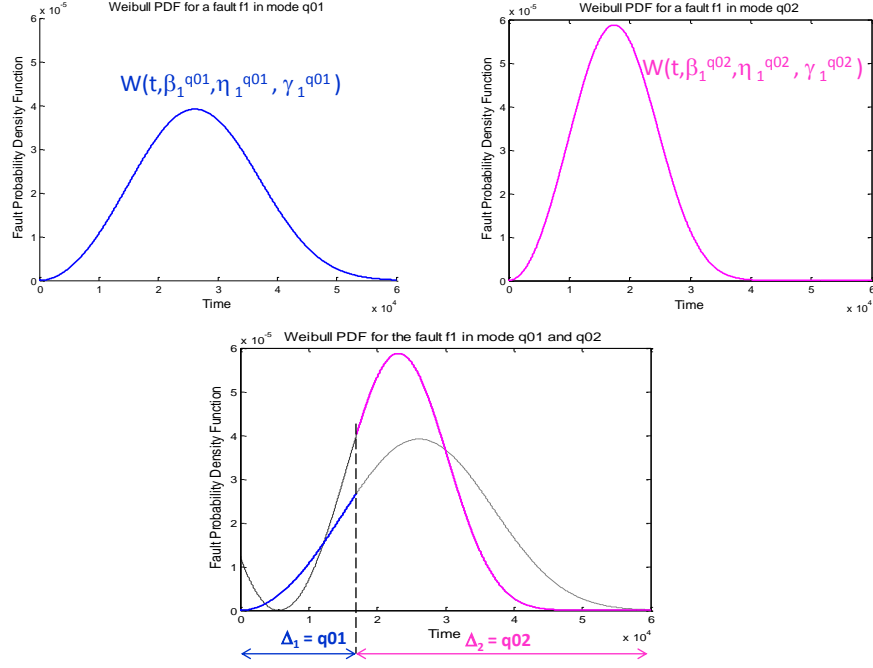 Weibull PDF for a fault f1 in mode q01
x 10^-5
W(t,β₁^q01,η₁^q01, γ₁^q01)
Fault Probability Density Function
6
5
4
3
2
1
0
0 1 2 3 4 5 6
Time
x 10^4
Weibull PDF for a fault f1 in mode q02
x 10^-5
W(t,β₁^q02,η₁^q02, γ₁^q02)
Fault Probability Density Function
6
5
4
3
2
1
0
0 1 2 3 4 5 6
Time
x 10^4
Weibull PDF for the fault f1 in mode q01 and q02
x 10^-5
Fault Probability Density Function
6
5
4
3
2
1
0
0 1 2 3 4 5 6
Time
x 10^4
Δ₁ = q01
Δ₂ = q02